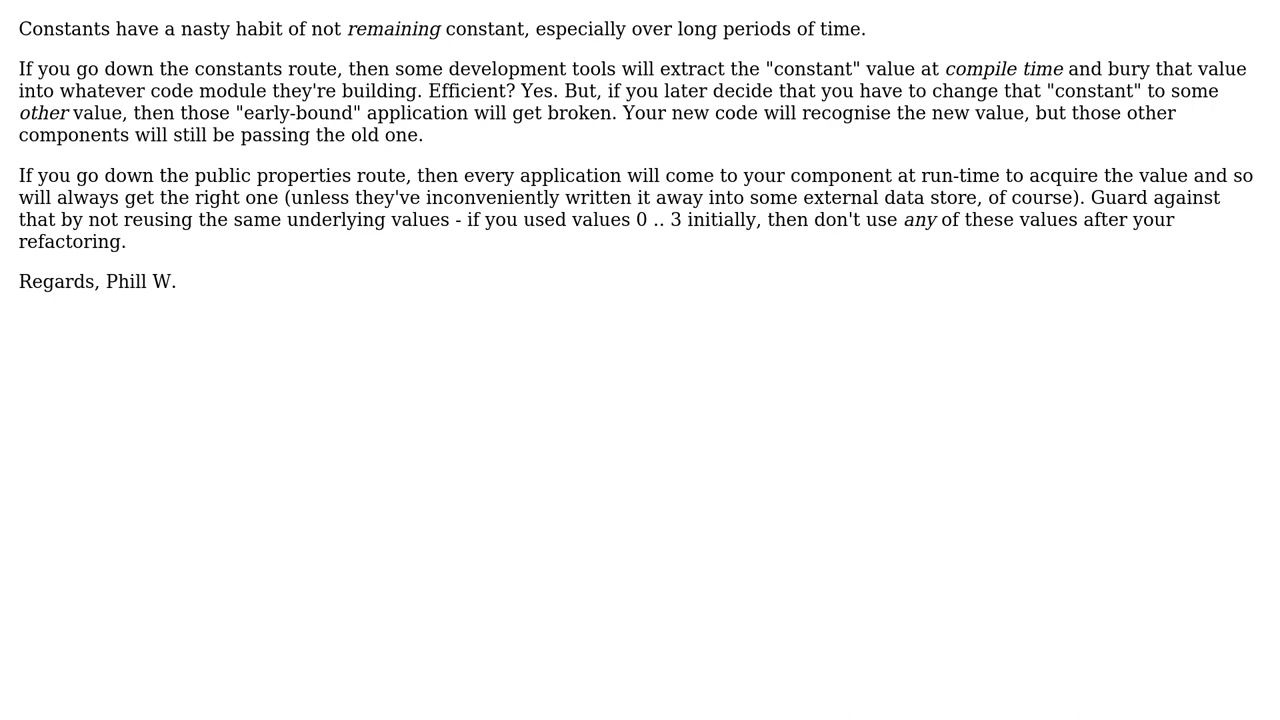 Constants have a nasty habit of not remaining constant, especially over long periods of time.
If you go down the constants route, then some development tools will extract the "constant" value at compile time and bury that value
into whatever code module they're building. Efficient? Yes. But, if you later decide that you have to change that "constant" to some
other value, then those "early-bound" application will get broken. Your new code will recognise the new value, but those other
components will still be passing the old one.
If you go down the public properties route, then every application will come to your component at run-time to acquire the value and so
will always get the right one (unless they've inconveniently written it away into some external data store, of course). Guard against
that by not reusing the same underlying values - if you used values 0 .. 3 initially, then don't use any of these values after your
refactoring.
Regards, Phill W.